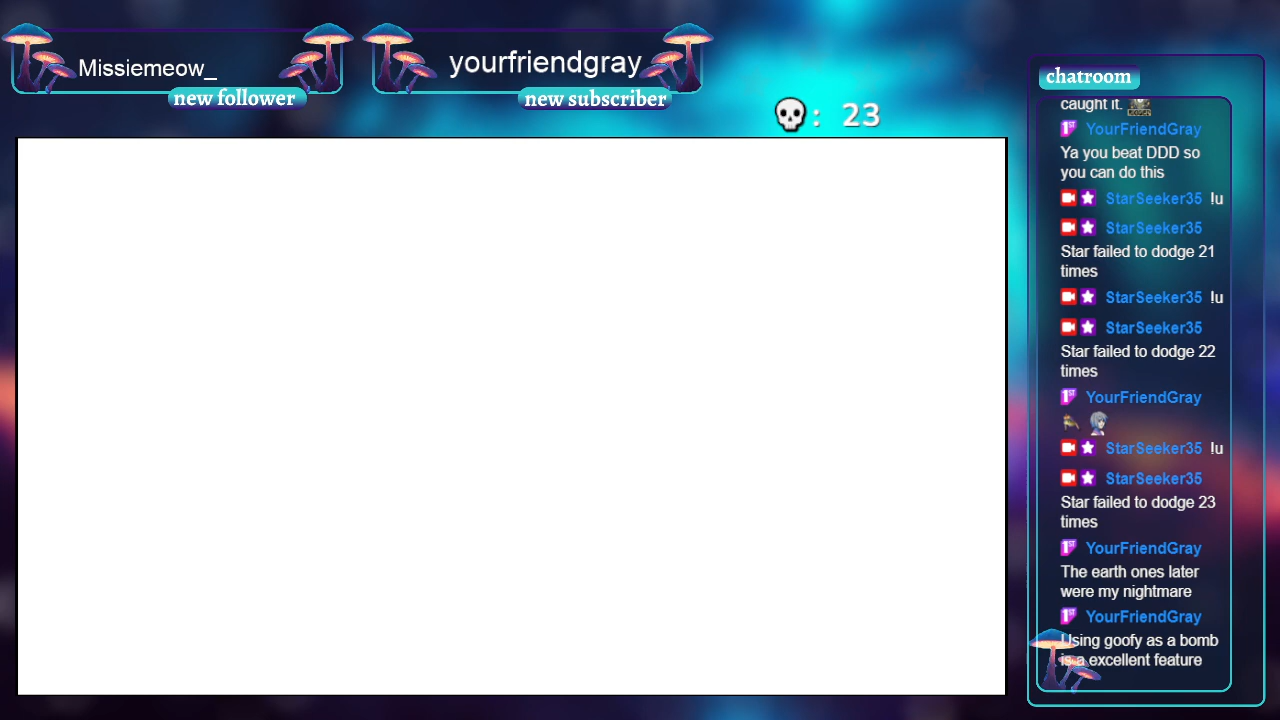 Missiemeow_
new follower
yourfriendgray
new subscriber
: 23
chatroom
caught it.
YourFriendGray
Ya you beat DDD so
you can do this
StarSeeker35 !u
StarSeeker35
Star failed to dodge 21
times
StarSeeker35 !u
StarSeeker35
Star failed to dodge 22
times
YourFriendGray
StarSeeker35 !u
StarSeeker35
Star failed to dodge 23
times
YourFriendGray
The earth ones later
were my nightmare
YourFriendGray
Using goofy as a bomb
is a excellent feature